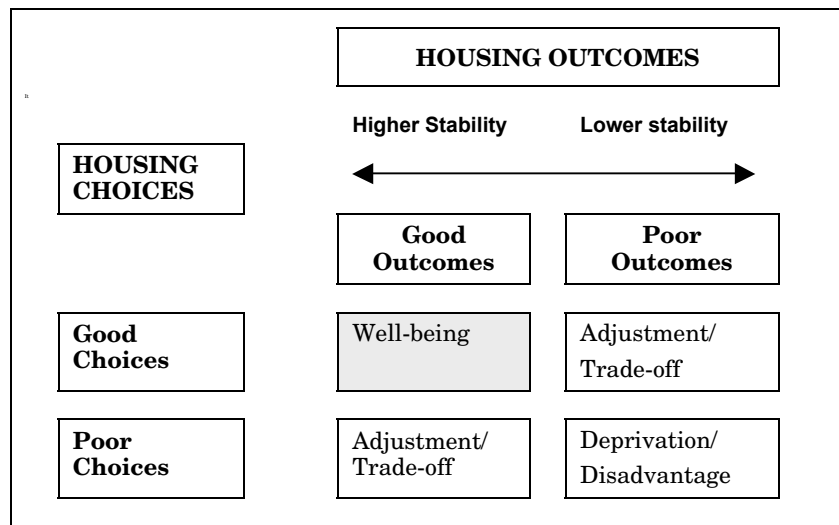 HOUSING OUTCOMES
Higher Stability Lower stability
HOUSING
CHOICES
Good
Outcomes
Poor
Outcomes
Good
Choices
Well-being
Adjustment/
Trade-off
Poor
Choices
Adjustment/
Trade-off
Deprivation/
Disadvantage